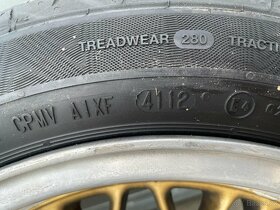 TREADWEAR 280 TRACTI
CPMV A1XF 4112 E4